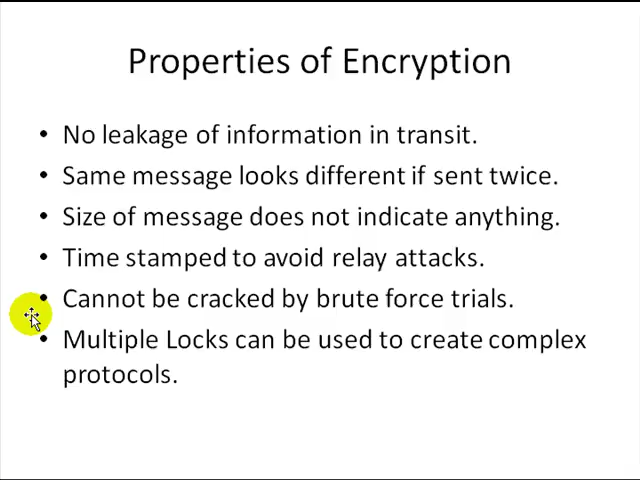 Properties of Encryption
• No leakage of information in transit.
• Same message looks different if sent twice.
• Size of message does not indicate anything.
• Time stamped to avoid relay attacks.
• Cannot be cracked by brute force trials.
• Multiple Locks can be used to create complex
protocols.